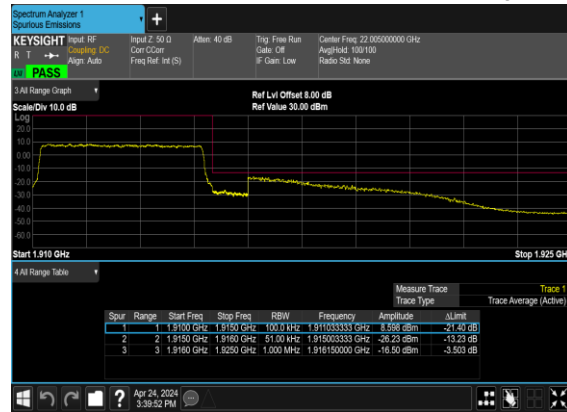 Spectrum Analyzer 1
Spurious Emissions
+
KEYSIGHT Input: RF Input Z: 50 Ω Atten: 40 dB Trig: Free Run Center Freq: 22.005000000 GHz
R T Coupling: DC Corr CCorr Gate: Off Avg|Hold: 100/100
Align: Auto Freq Ref: Int (S) IF Gain: Low Radio Std: None
PASS
3 All Range Graph Ref Lvl Offset 8.00 dB
Scale/Div 10.0 dB Ref Value 30.00 dBm
Log
20.0
10.0
0.00
-10.0
-20.0
-30.0
-40.0
-50.0
-60.0
Start 1.910 GHz Stop 1.925 GH
4 All Range Table
Measure Trace Trace 1
Trace Type Trace Average (Active)
Spur Range Start Freq Stop Freq RBW Frequency Amplitude ΔLimit
1 1 1.9100 GHz 1.9150 GHz 100.0 kHz 1.911033333 GHz 8.598 dBm -21.40 dB
2 2 1.9150 GHz 1.9160 GHz 51.00 kHz 1.915003333 GHz -26.23 dBm -13.23 dB
3 3 1.9160 GHz 1.9250 GHz 1.000 MHz 1.916150000 GHz -16.50 dBm -3.503 dB
? Apr 24, 2024
3:39:52 PM